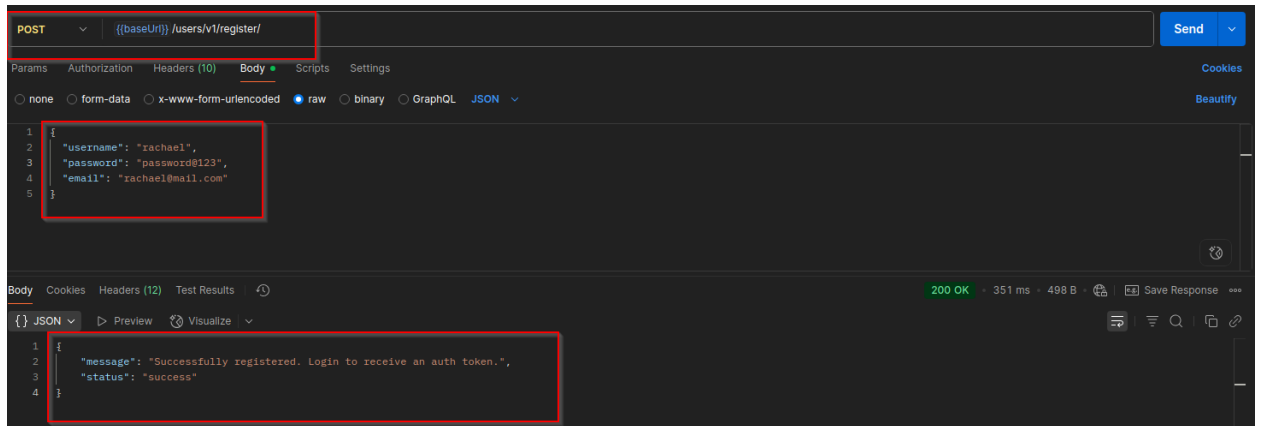 POST {{baseUrl}} /users/v1/register/ Send
Params Authorization Headers (10) Body Scripts Settings Cookies
none form-data x-www-form-urlencoded raw binary GraphQL JSON Beautify
1 {
2 "username": "rachael",
3 "password": "password@123",
4 "email": "rachael@mail.com"
5 }
Body Cookies Headers (12) Test Results 200 OK • 351 ms • 498 B • e.g. Save Response
{} JSON Preview Visualize
1 {
2 "message": "Successfully registered. Login to receive an auth token.",
3 "status": "success"
4 }